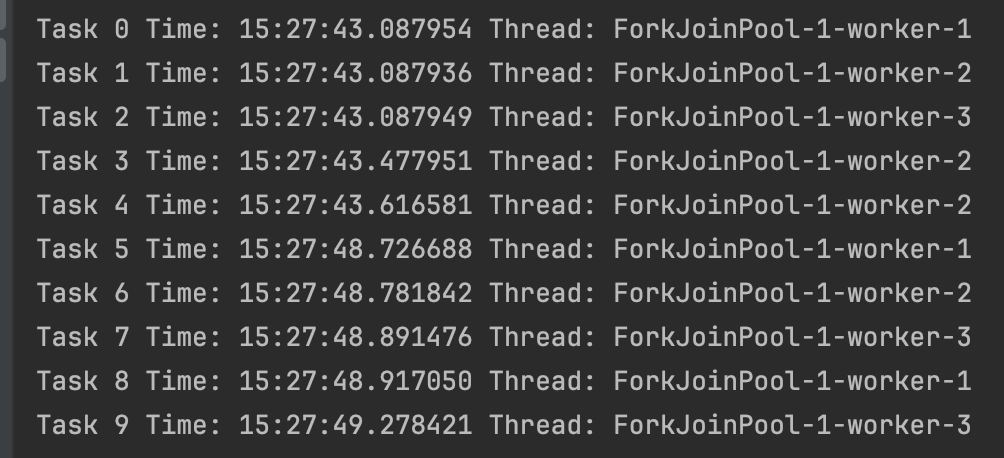 Task 0 Time: 15:27:43.087954 Thread: ForkJoinPool-1-worker-1
Task 1 Time: 15:27:43.087936 Thread: ForkJoinPool-1-worker-2
Task 2 Time: 15:27:43.087949 Thread: ForkJoinPool-1-worker-3
Task 3 Time: 15:27:43.477951 Thread: ForkJoinPool-1-worker-2
Task 4 Time: 15:27:43.616581 Thread: ForkJoinPool-1-worker-2
Task 5 Time: 15:27:48.726688 Thread: ForkJoinPool-1-worker-1
Task 6 Time: 15:27:48.781842 Thread: ForkJoinPool-1-worker-2
Task 7 Time: 15:27:48.891476 Thread: ForkJoinPool-1-worker-3
Task 8 Time: 15:27:48.917050 Thread: ForkJoinPool-1-worker-1
Task 9 Time: 15:27:49.278421 Thread: ForkJoinPool-1-worker-3